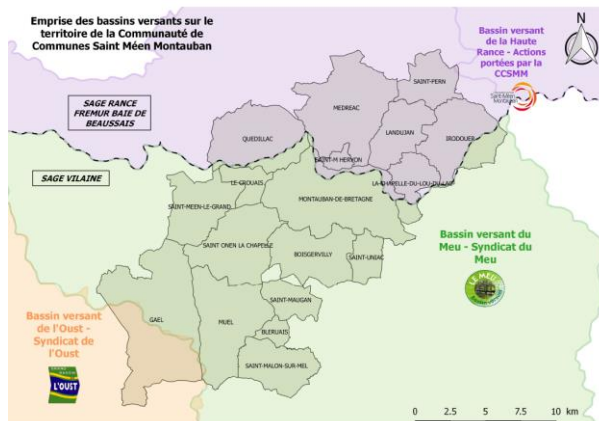 Emprise des bassins versants sur le
territoire de la Communauté de
Communes Saint Méen Montauban
Bassin versant
de la Haute
Rance - Actions
portées par la
CCSMM
N
Saint-Méen
Montauban
SAGE RANCE
FREMUR BAIE DE
BEAUSSAIS
SAGE VILAINE
SAINT-PERN
MEDREAC
LANDUJAN
IRODOUER
QUEDILLAC
SAINT-M HERVON
LA-CHAPELLE-DU-LOU-DU-LAC
LE-CROUAIS
MONTAUBAN-DE-BRETAGNE
SAINT-MEEN-LE-GRAND
SAINT ONEN LA CHAPELLE
BOISGERVILLY
SAINT-UNIAC
Bassin versant du
Meu - Syndicat du
Meu
LE MEU
SAINT-MAUGAN
GAEL
MUEL
BLERUAIS
SAINT-MALON-SUR-MEL
Bassin versant
de l'Oust -
Syndicat de
l'Oust
L'OUST
0 2.5 5 7.5 10 km